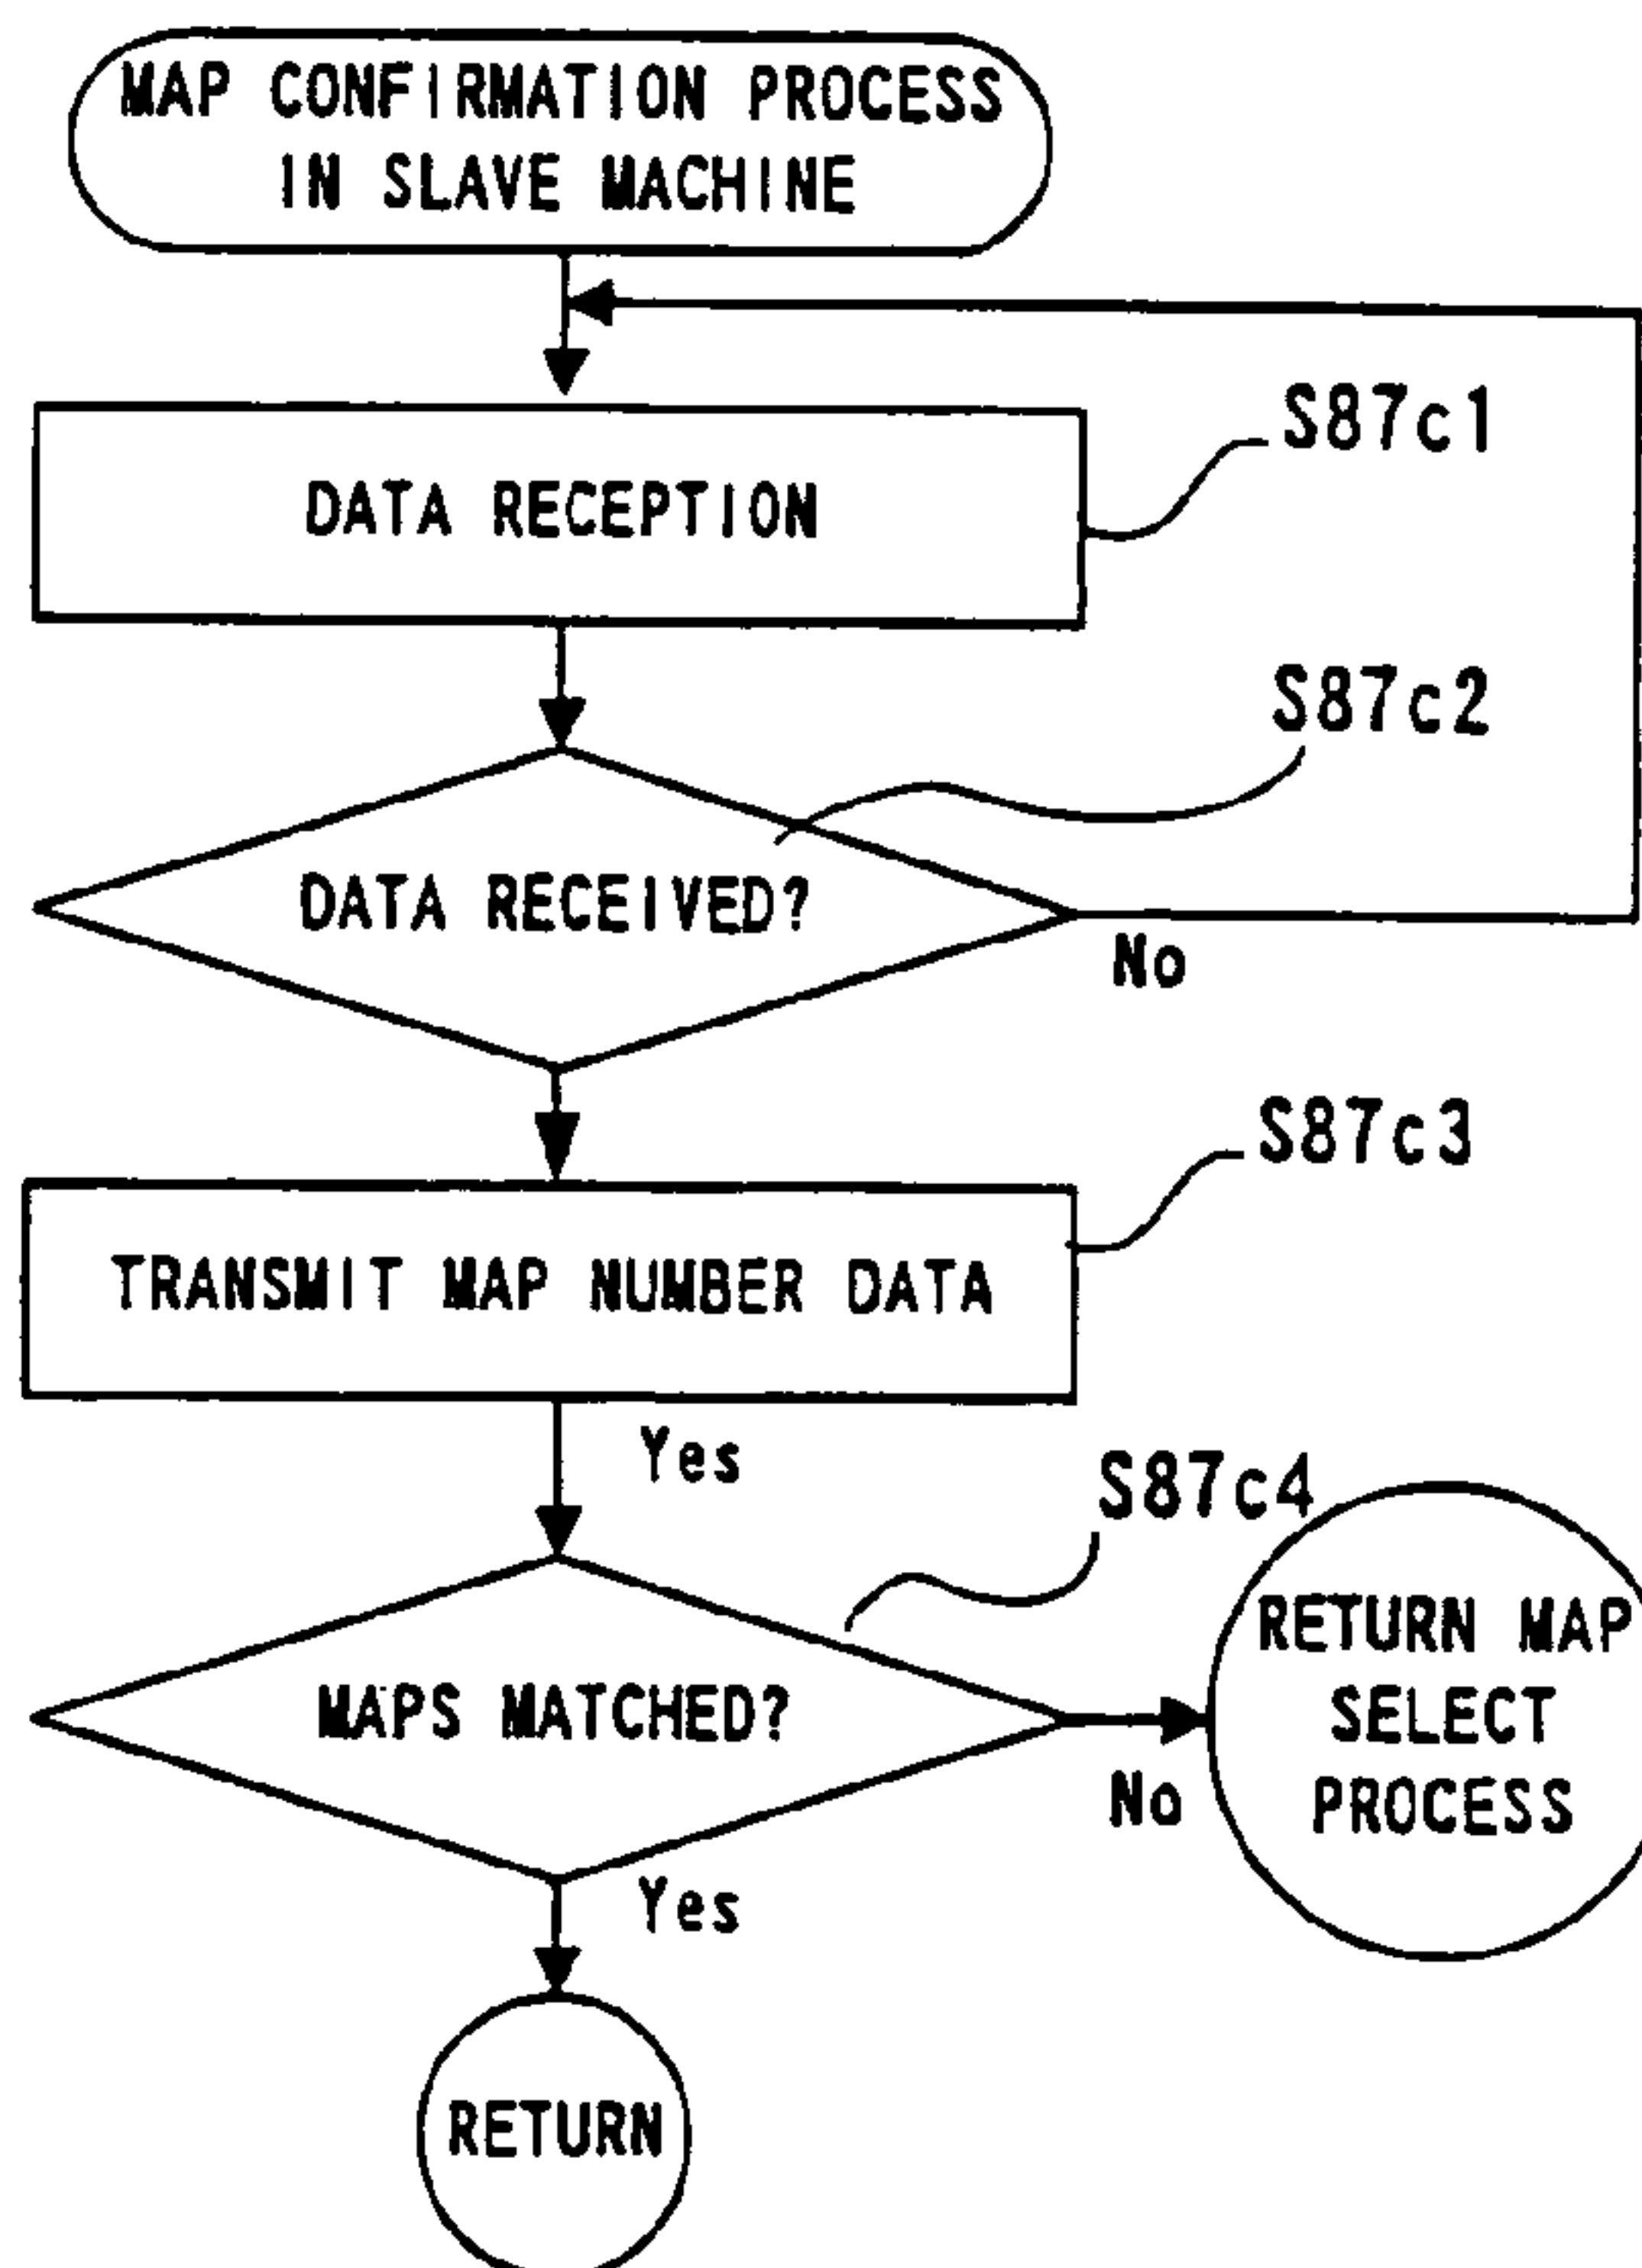 MAP CONFIRMATION PROCESS
IN SLAVE MACHINE
S87c1
DATA RECEPTION
S87c2
DATA RECEIVED?
No
S87c3
TRANSMIT MAP NUMBER DATA
Yes
S87c4
MAPS MATCHED?
No
RETURN MAP
SELECT
PROCESS
Yes
RETURN